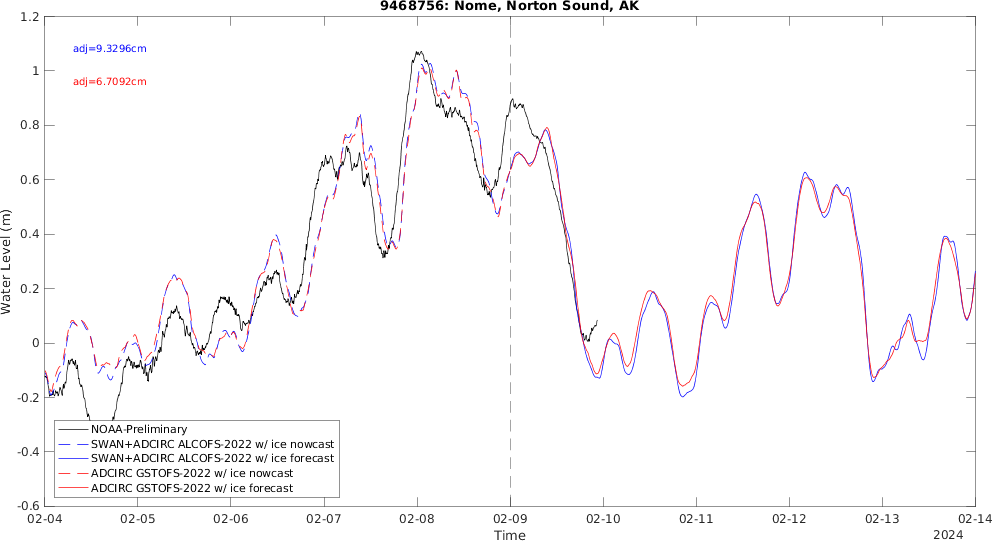 9468756: Nome, Norton Sound, AK
adj=9.3296cm
adj=6.7092cm
Water Level (m)
1.2
1
0.8
0.6
0.4
0.2
0
-0.2
-0.4
-0.6
NOAA-Preliminary
SWAN+ADCIRC ALCOFS-2022 w/ ice nowcast
SWAN+ADCIRC ALCOFS-2022 w/ ice forecast
ADCIRC GSTOFS-2022 w/ ice nowcast
ADCIRC GSTOFS-2022 w/ ice forecast
02-04 02-05 02-06 02-07 02-08 02-09 02-10 02-11 02-12 02-13 02-14
Time
2024